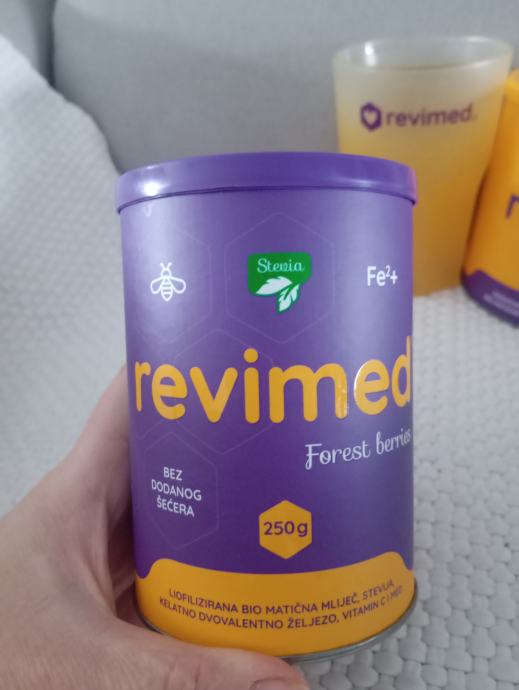 revimed
Stevia
Fe²+
revimed
Forest berries
BEZ
DODANOG
ŠEĆERA
250g
LIOFILIZIRANA BIO MATIČNA MLIJEČ, STEVIJA,
KELATNO DVOVALENTNO ŽELJEZO, VITAMIN C I MED